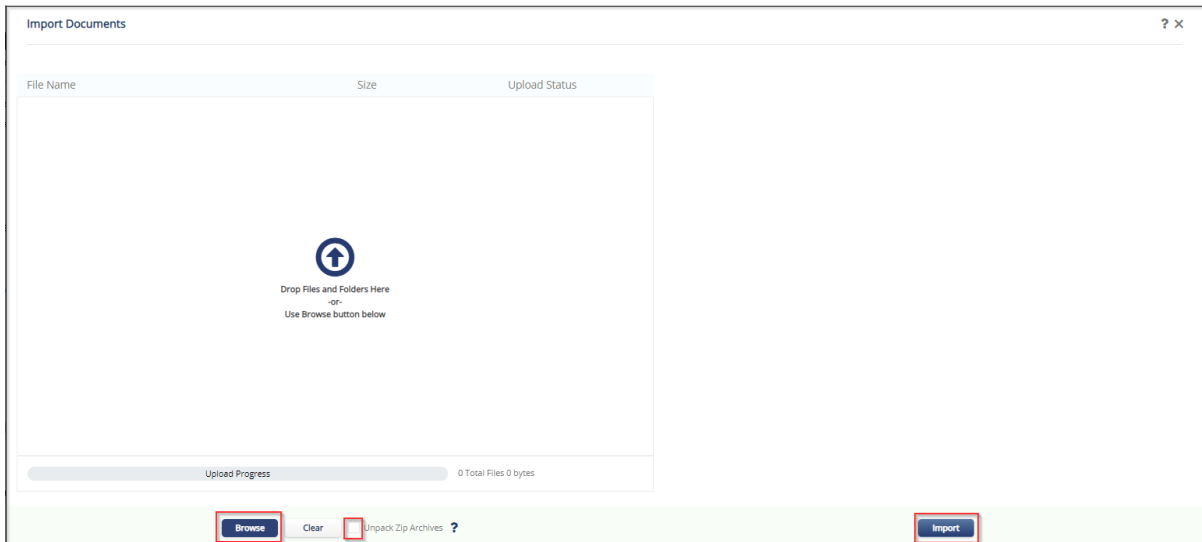 Import Documents
? ×
File Name Size Upload Status
Drop Files and Folders Here
-or-
Use Browse button below
Upload Progress 0 Total Files 0 bytes
Browse Clear Unpack Zip Archives ? Import